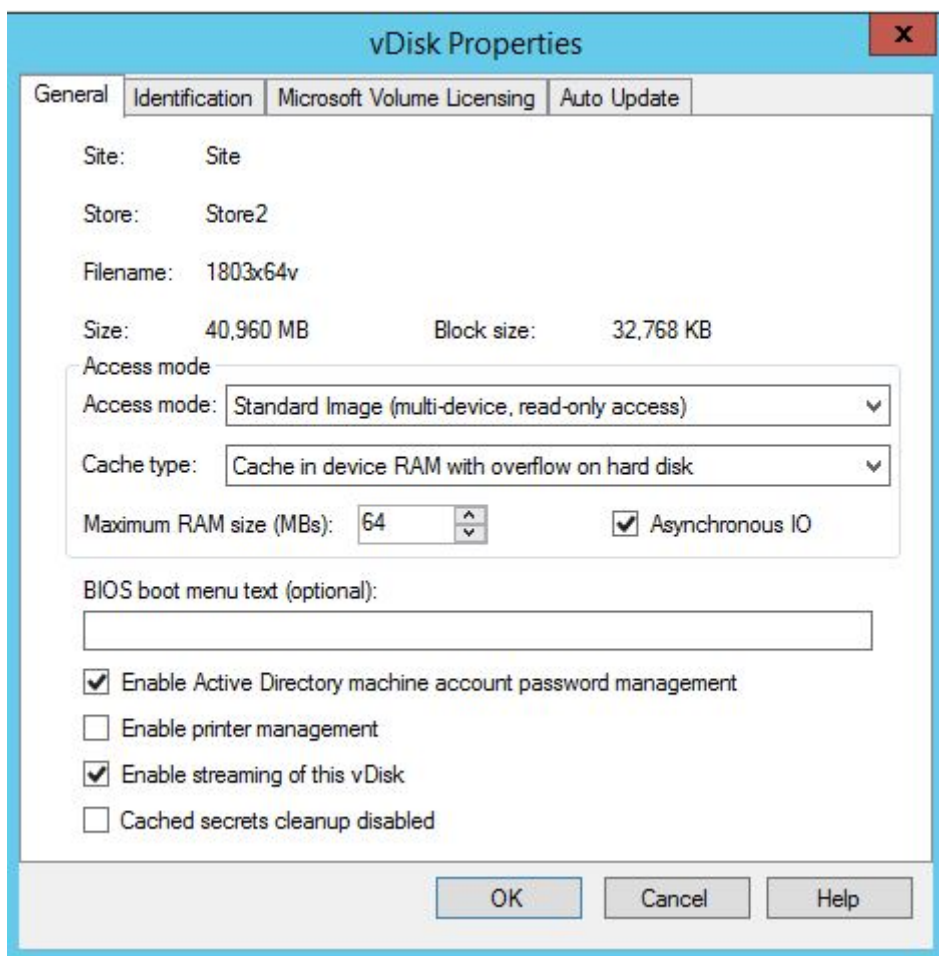 vDisk Properties
x
General Identification Microsoft Volume Licensing Auto Update
Site: Site
Store: Store2
Filename: 1803x64v
Size: 40,960 MB Block size: 32,768 KB
Access mode
Access mode: Standard Image (multi-device, read-only access)
Cache type: Cache in device RAM with overflow on hard disk
Maximum RAM size (MBs): 64 Asynchronous IO
BIOS boot menu text (optional):
Enable Active Directory machine account password management
Enable printer management
Enable streaming of this vDisk
Cached secrets cleanup disabled
OK Cancel Help